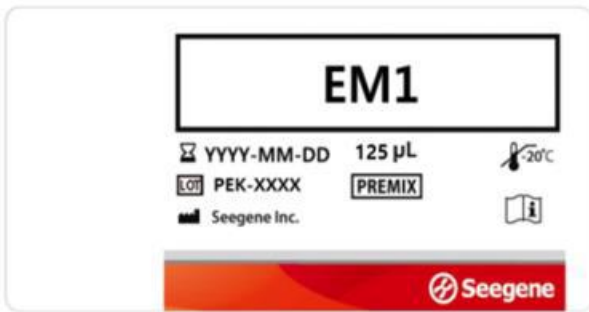 EM1
YYYY-MM-DD 125 μL -20°C
LOT PEK-XXXX PREMIX
Seegene Inc.
Seegene